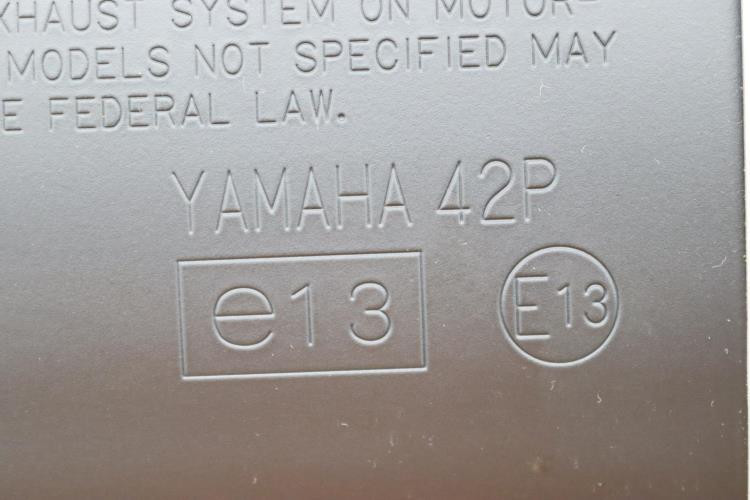 XHAUST SYSTEM ON MOTOR-
MODELS NOT SPECIFIED MAY
E FEDERAL LAW.
YAMAHA 42P
e13 E13